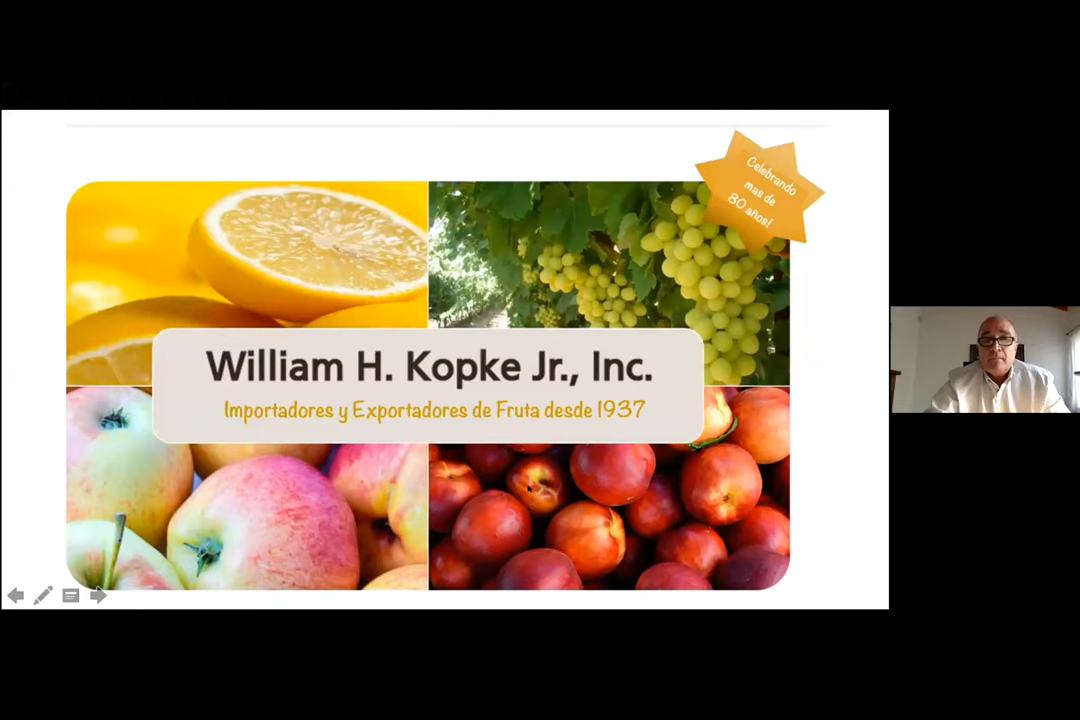 Celebrando
mas de
80 años!
William H. Kopke Jr., Inc.
Importadores y Exportadores de Fruta desde 1937